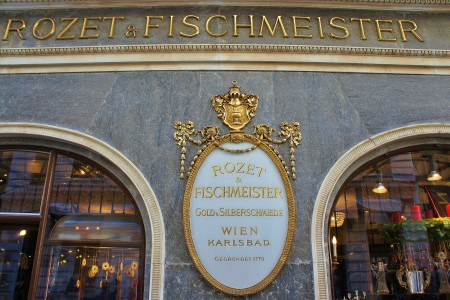 ROZET & FISCHMEISTER
ROZET
&
FISCHMEISTER
GOLD & SILBERSCHMIEDE
WIEN
KARLSBAD
GEGRÜNDET 1770